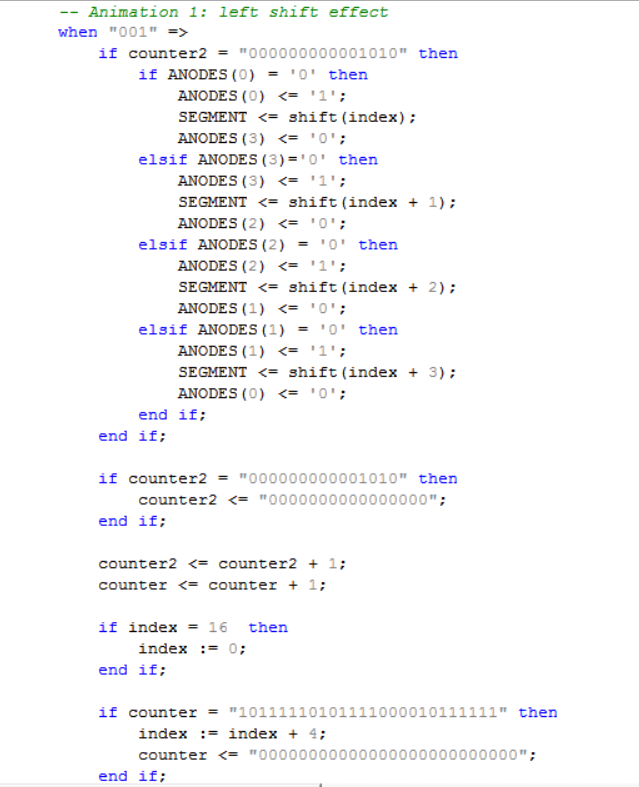 -- Animation 1: left shift effect
when "001" =>
if counter2 = "000000000001010" then
if ANODES(0) = '0' then
ANODES(0) <= '1';
SEGMENT <= shift(index);
ANODES(3) <= '0';
elsif ANODES(3)='0' then
ANODES(3) <= '1';
SEGMENT <= shift(index + 1);
ANODES(2) <= '0';
elsif ANODES(2) = '0' then
ANODES(2) <= '1';
SEGMENT <= shift(index + 2);
ANODES(1) <= '0';
elsif ANODES(1) = '0' then
ANODES(1) <= '1';
SEGMENT <= shift(index + 3);
ANODES(0) <= '0';
end if;
end if;
if counter2 = "000000000001010" then
counter2 <= "0000000000000000";
end if;
counter2 <= counter2 + 1;
counter <= counter + 1;
if index = 16  then
index := 0;
end if;
if counter = "10111110101111000010111111" then
index := index + 4;
counter <= "00000000000000000000000000";
end if;